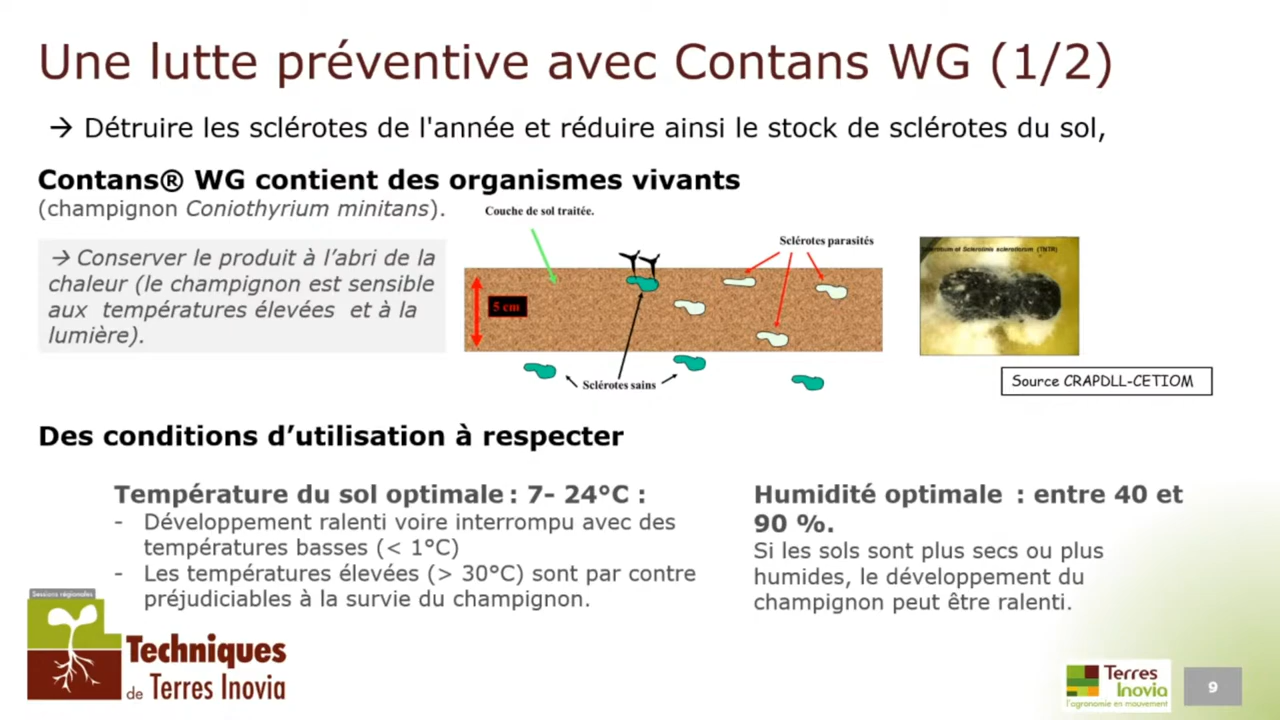 Une lutte préventive avec Contans WG (1/2)
→ Détruire les sclérotes de l'année et réduire ainsi le stock de sclérotes du sol,
Contans® WG contient des organismes vivants
(champignon Coniothyrium minitans).
→ Conserver le produit à l’abri de la
chaleur (le champignon est sensible
aux températures élevées et à la
lumière).
Couche de sol traitée.
Sclérotes parasités
5 cm
Sclérotes sains
et Sclerotinia sclerotiorum (TNTR)
Source CRAPDLL-CETIOM
Des conditions d’utilisation à respecter
Température du sol optimale : 7- 24°C :
- Développement ralenti voire interrompu avec des
températures basses (< 1°C)
- Les températures élevées (> 30°C) sont par contre
préjudiciables à la survie du champignon.
Humidité optimale : entre 40 et
90 %.
Si les sols sont plus secs ou plus
humides, le développement du
champignon peut être ralenti.
Sessions régionales
Techniques
de Terres Inovia
Terres
Inovia
l'agronomie en mouvement
9